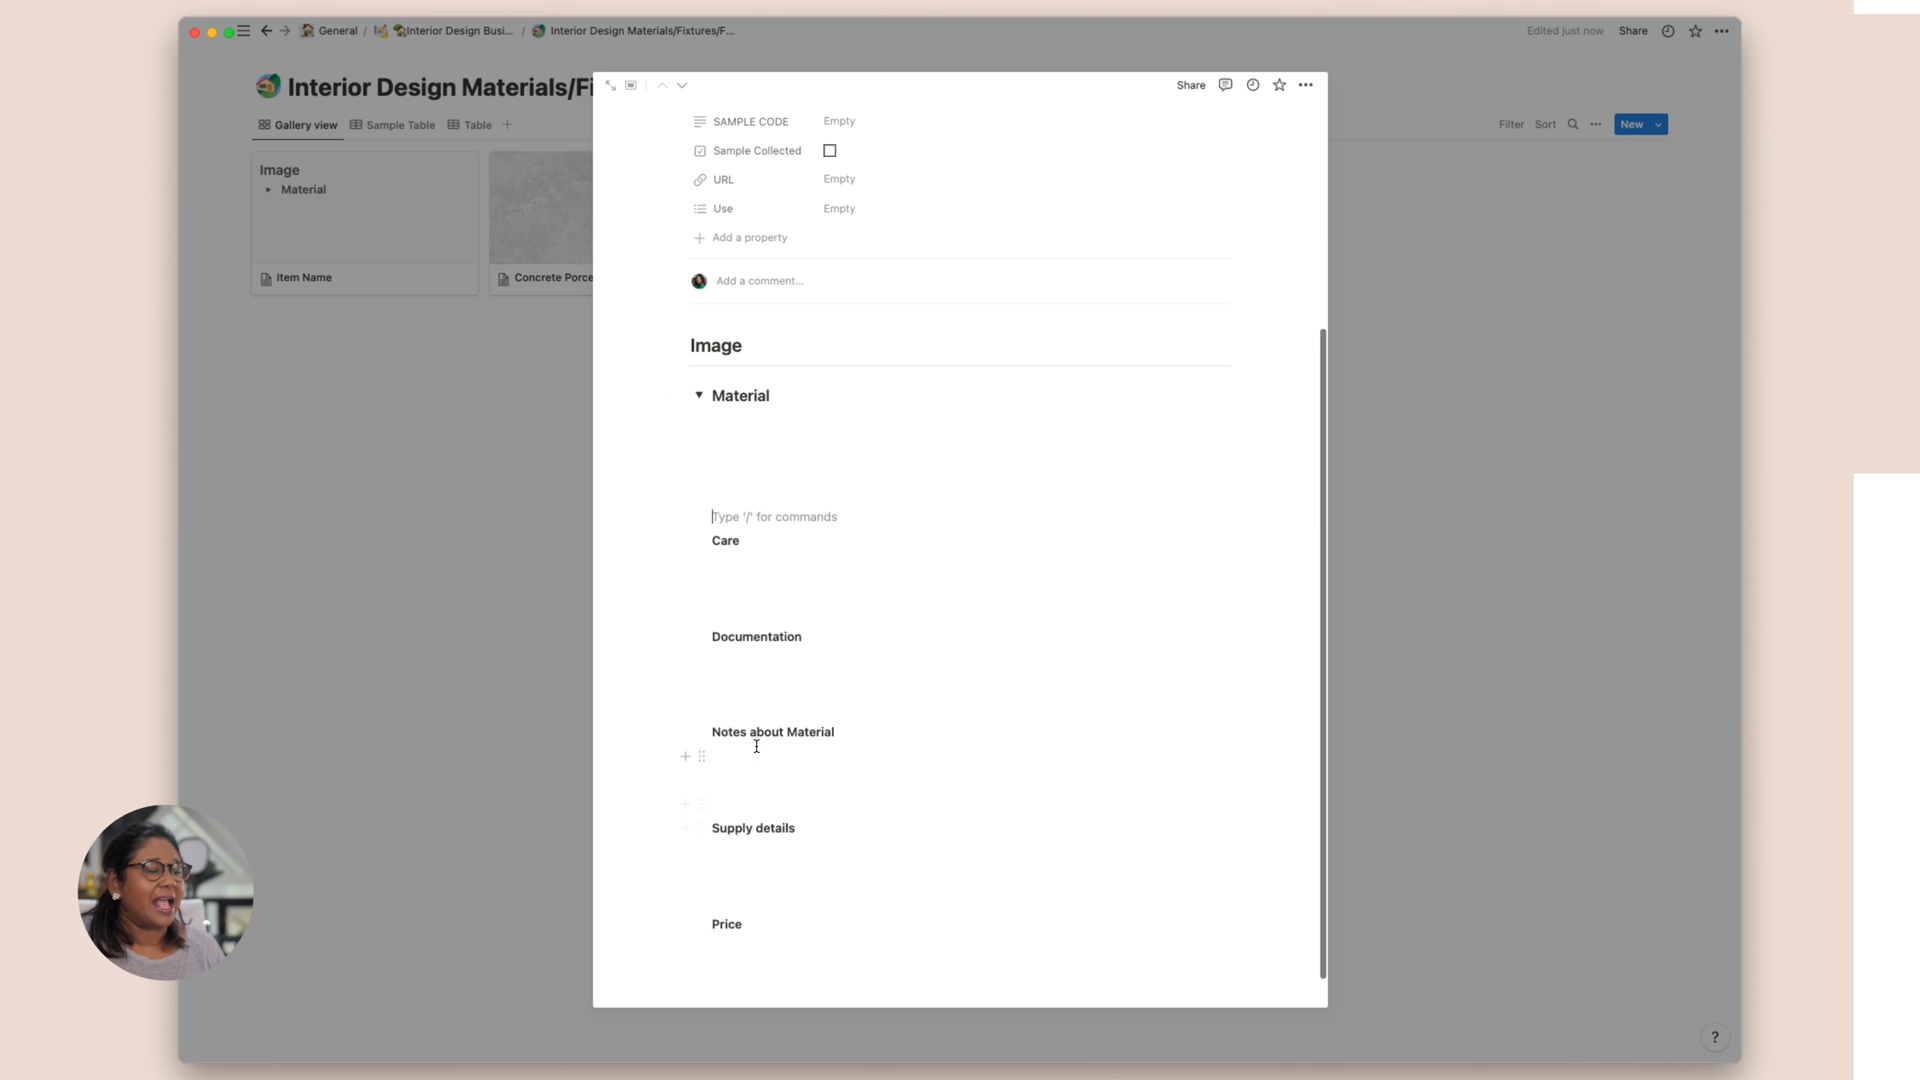 General / Interior Design Busi... / Interior Design Materials/Fixtures/F...
Edited just now Share
Interior Design Materials/Fi
Gallery view Sample Table Table
Filter Sort New
Image
Material
Item Name
Concrete Porce
Share
SAMPLE CODE Empty
Sample Collected
URL Empty
Use Empty
Add a property
Add a comment...
Image
Material
Type '/' for commands
Care
Documentation
Notes about Material
Supply details
Price
?